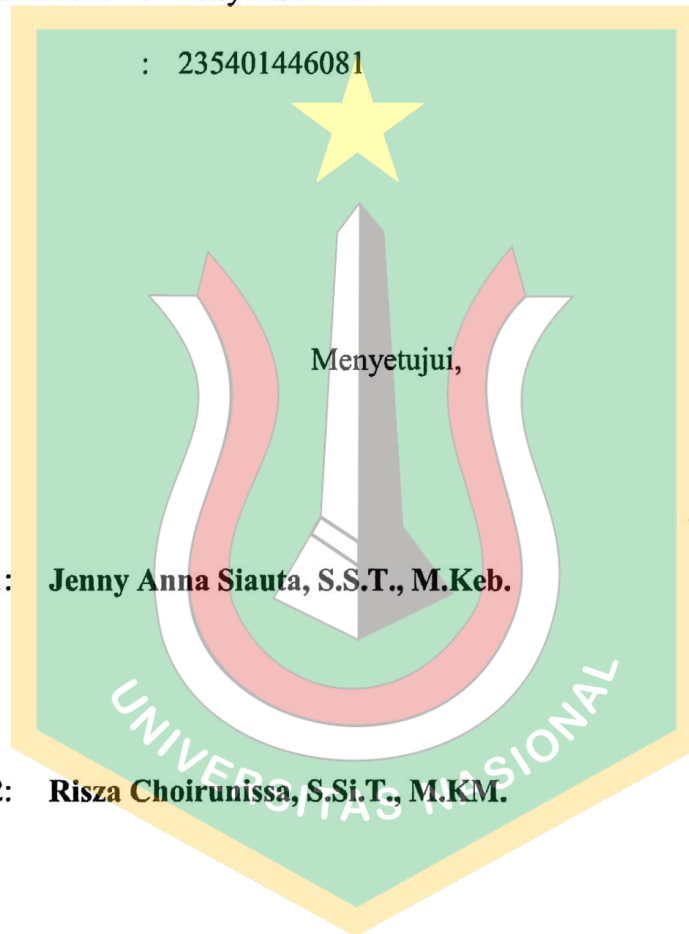 : 235401446081
Menyetujui,
: Jenny Anna Siauta, S.S.T., M.Keb.
2: Risza Choirunissa, S.Si.T., M.KM.
UNIVERSITAS NASIONAL